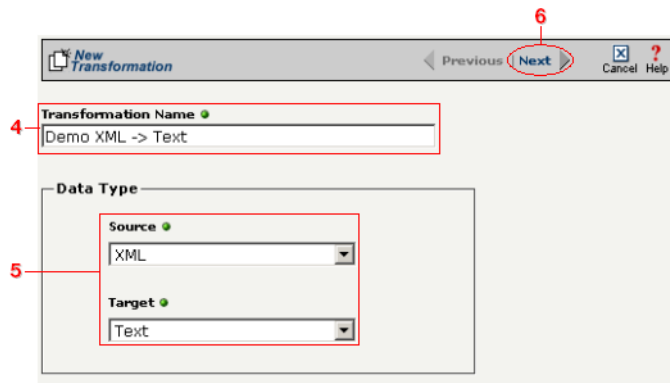 6
New
Transformation
Previous Next Cancel Help
4
Transformation Name
Demo XML -> Text
Data Type
5
Source
XML
Target
Text